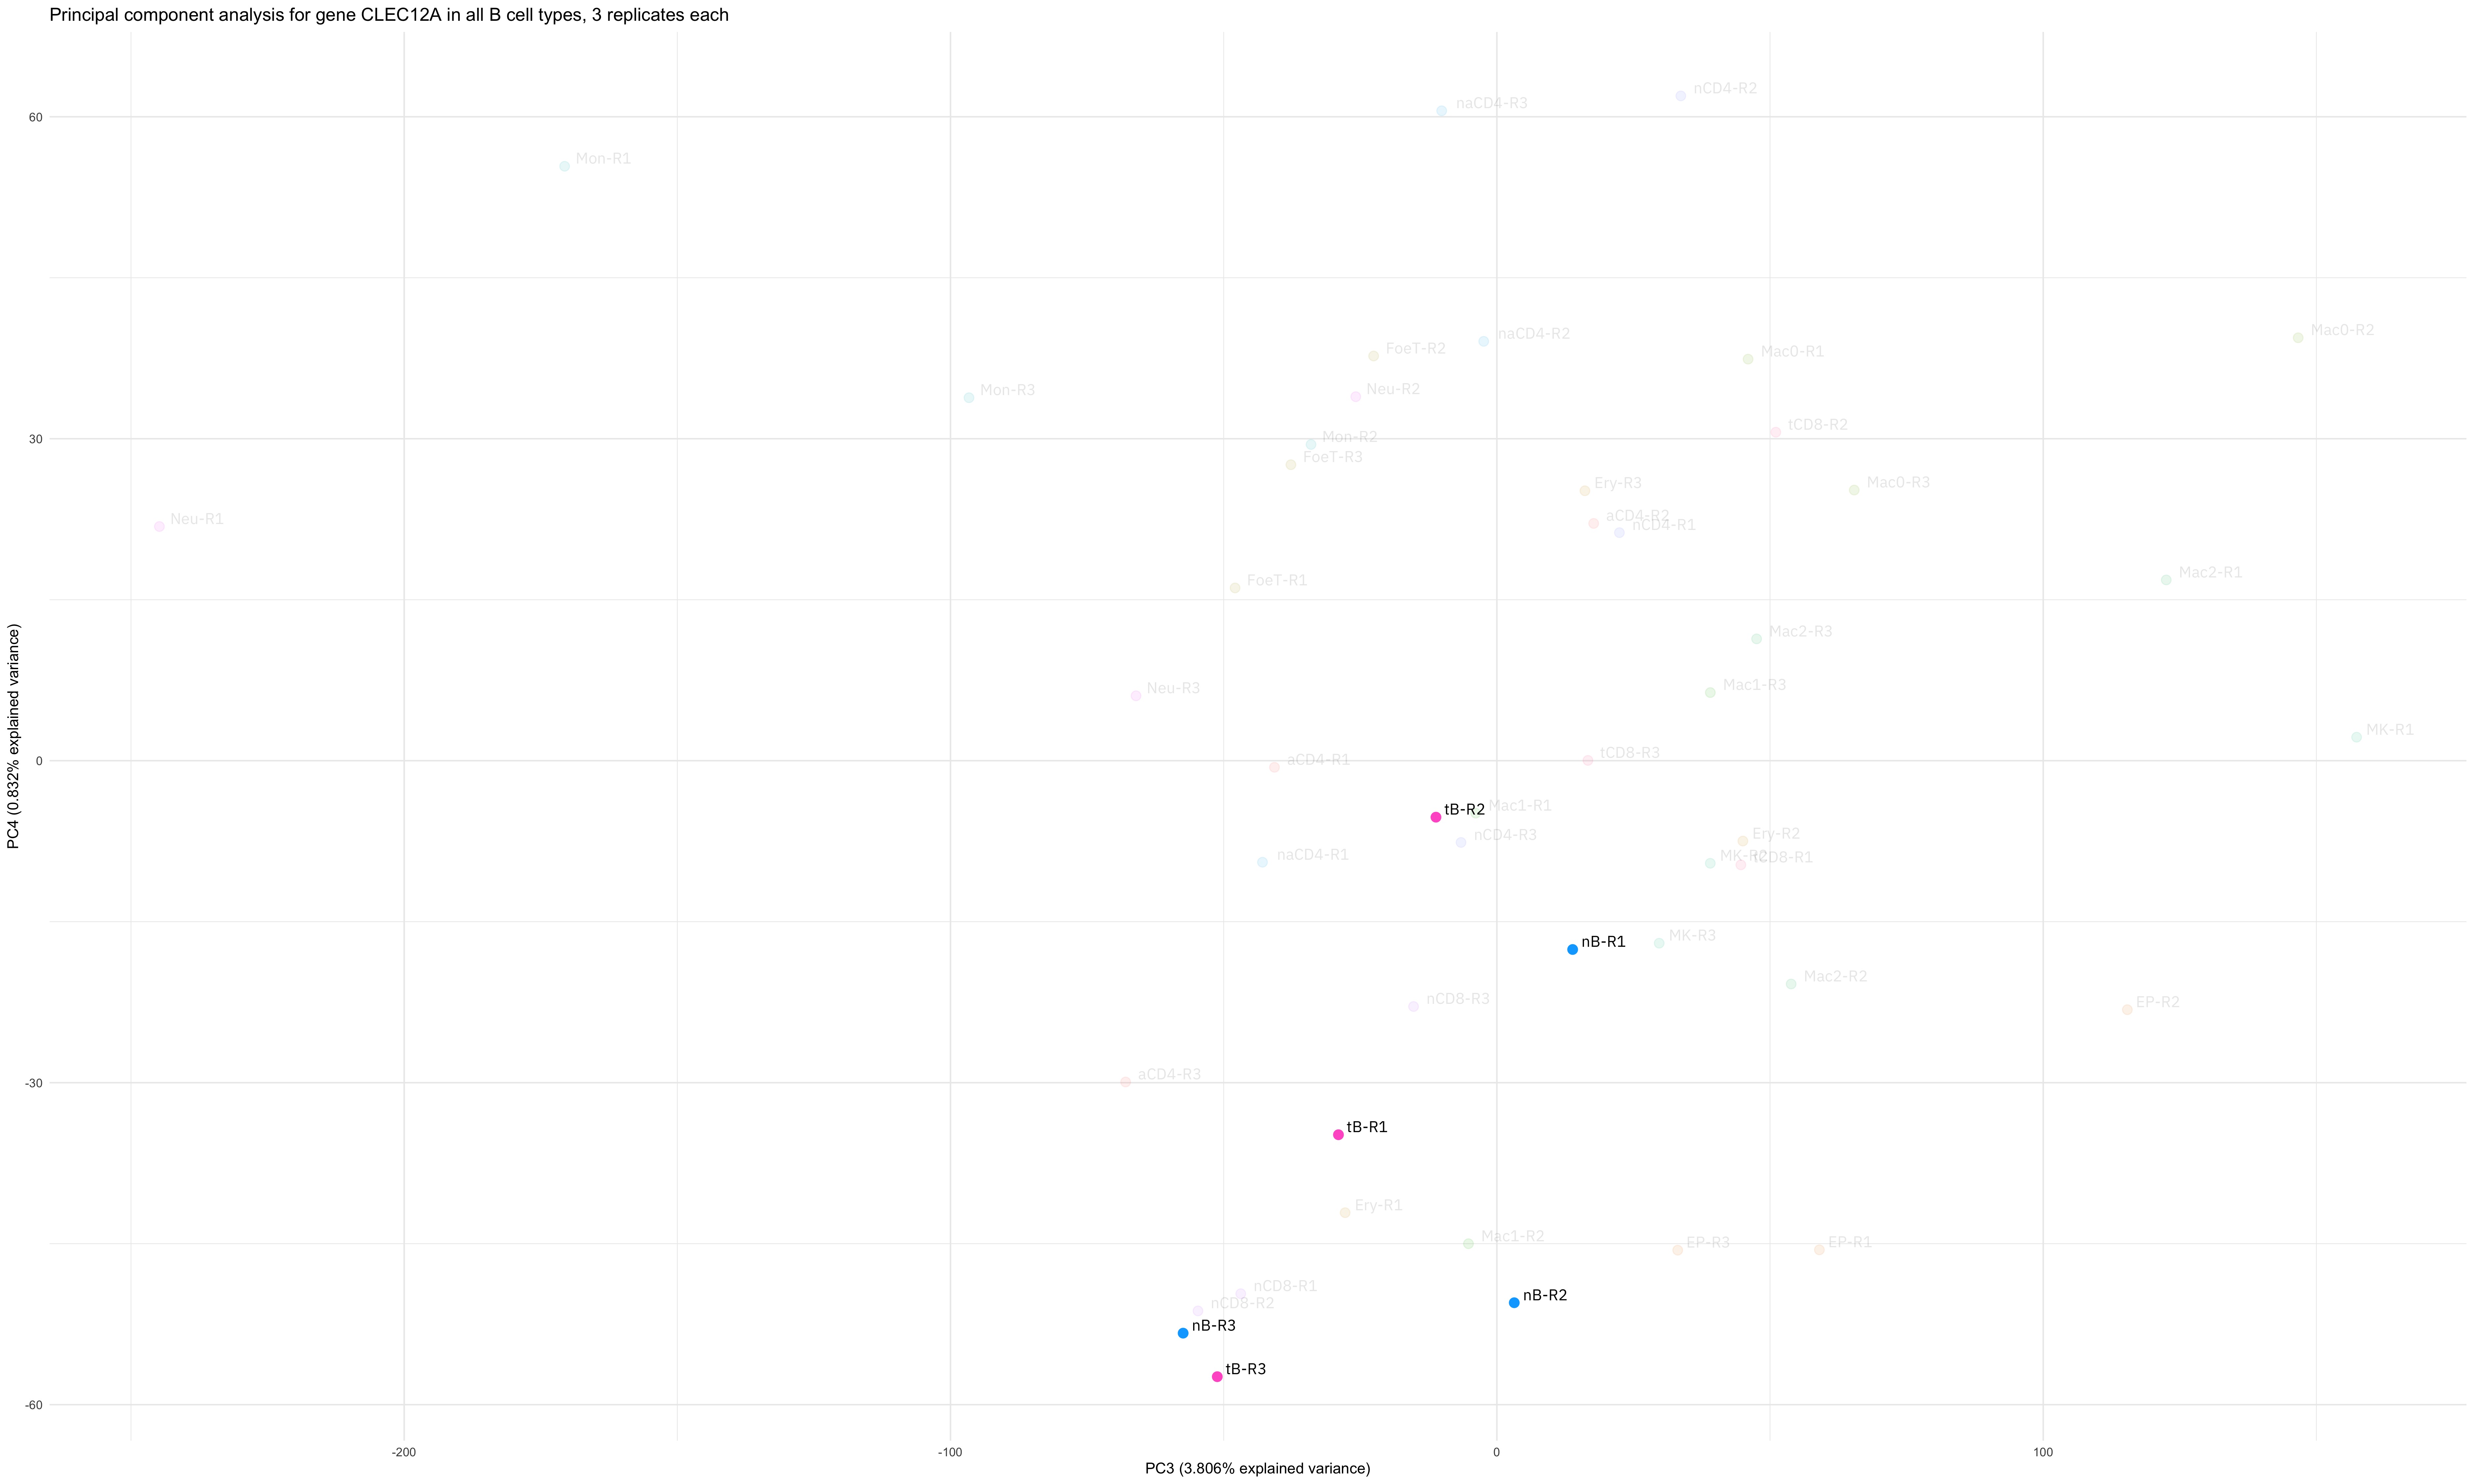 Principal component analysis for gene CLEC12A in all B cell types, 3 replicates each
nCD4-R2
naCD4-R3
60
Mon-R1
Mac0-R2
naCD4-R2
FoeT-R2
Mac0-R1
Neu-R2
Mon-R3
tCD8-R2
Mon-R2
30
FoeT-R3
Ery-R3
Mac0-R3
aCD4-R2
Neu-R1
nCD4-R1
Mac2-R1
FoeT-R1
Mac2-R3
Mac1-R3
Neu-R3
MK-R1
tCD8-R3
aCD4-R1
0
PC4 (0.832% explained variance)
tB-R2
Mac1-R1
nCD4-R3
Ery-R2
naCD4-R1
MK-R2
tCD8-R1
MK-R3
nB-R1
Mac2-R2
nCD8-R3
EP-R2
aCD4-R3
-30
tB-R1
Ery-R1
Mac1-R2
EP-R3
EP-R1
nCD8-R1
nB-R2
nCD8-R2
nB-R3
tB-R3
-60
-200
-100
0
100
PC3 (3.806% explained variance)